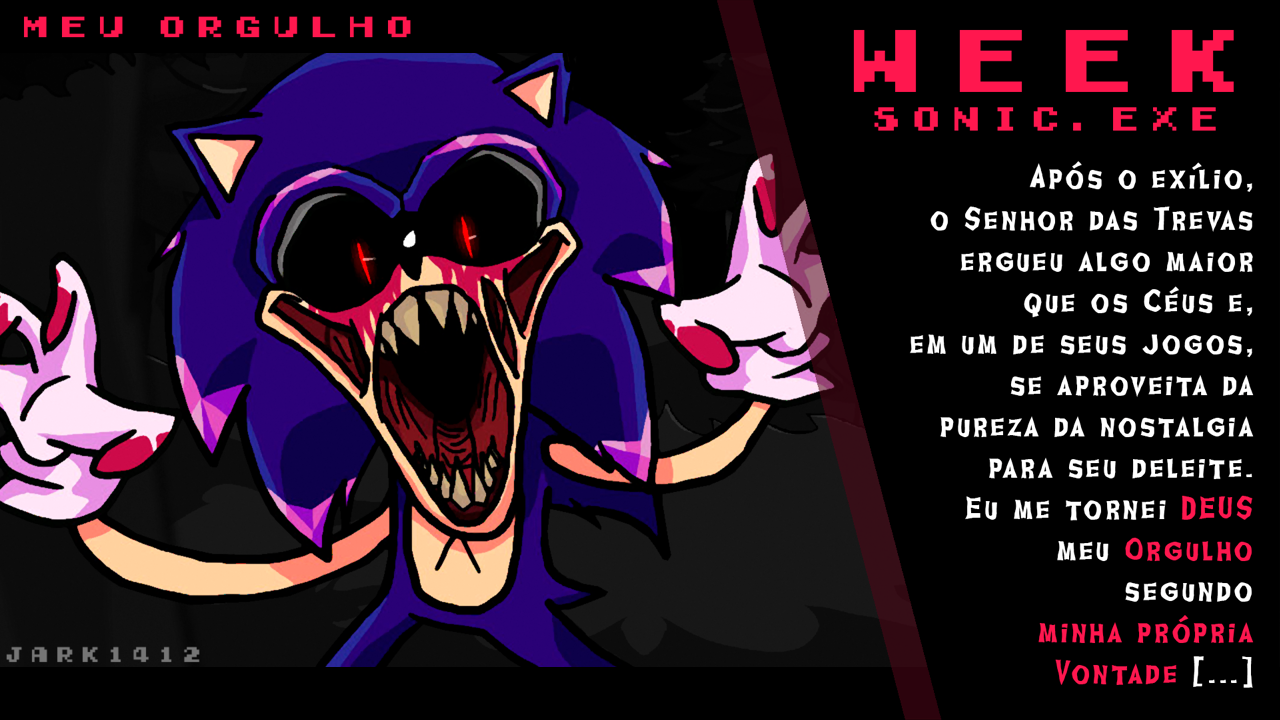 MEU ORGULHO
WEEK
SONIC.EXE
Após o exílio,
o Senhor das Trevas
ergueu algo maior
que os Céus e,
em um de seus jogos,
se aproveita da
pureza da nostalgia
para seu deleite.
Eu me tornei DEUS
meu Orgulho
segundo
minha própria
Vontade [...]
JARK1412